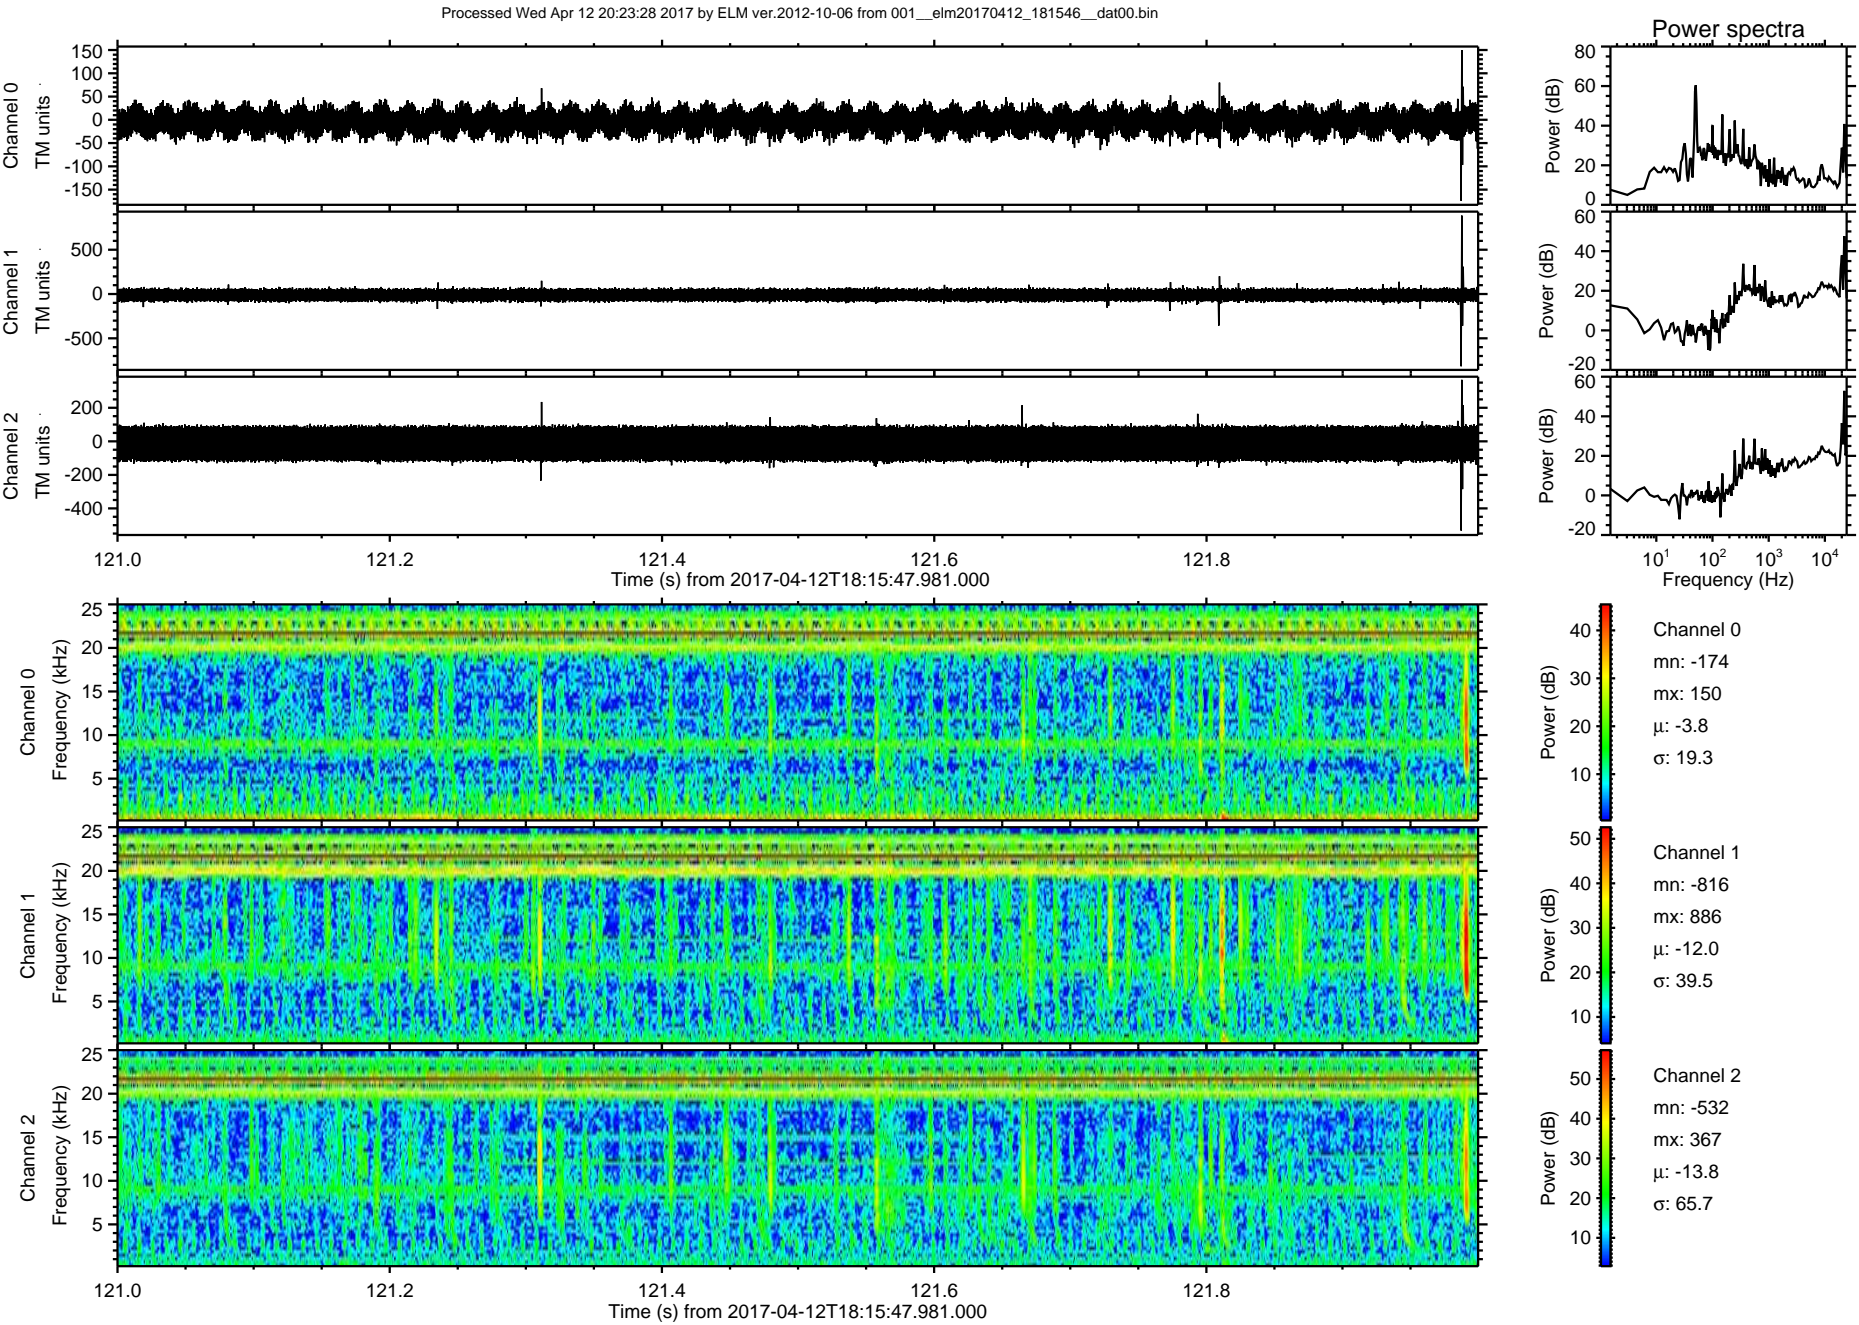 Processed Wed Apr 12 20:23:28 2017 by ELM ver.2012-10-06 from 001__elm20170412_181546__dat00.bin
Power spectra
Channel 0
TM units
150
100
50
0
-50
-100
-150
Power (dB)
80
60
40
20
0
Channel 1
TM units
500
0
-500
Power (dB)
60
40
20
0
-20
Channel 2
TM units
200
0
-200
-400
Power (dB)
60
40
20
0
-20
121.0 121.2 121.4 121.6 121.8
Time (s) from 2017-04-12T18:15:47.981.000
10¹ 10² 10³ 10⁴
Frequency (Hz)
Channel 0
Frequency (kHz)
25
20
15
10
5
Power (dB)
40
30
20
10
Channel 0
mn: -174
mx: 150
μ: -3.8
σ: 19.3
Channel 1
Frequency (kHz)
25
20
15
10
5
Power (dB)
50
40
30
20
10
Channel 1
mn: -816
mx: 886
μ: -12.0
σ: 39.5
Channel 2
Frequency (kHz)
25
20
15
10
5
Power (dB)
50
40
30
20
10
Channel 2
mn: -532
mx: 367
μ: -13.8
σ: 65.7
121.0 121.2 121.4 121.6 121.8
Time (s) from 2017-04-12T18:15:47.981.000